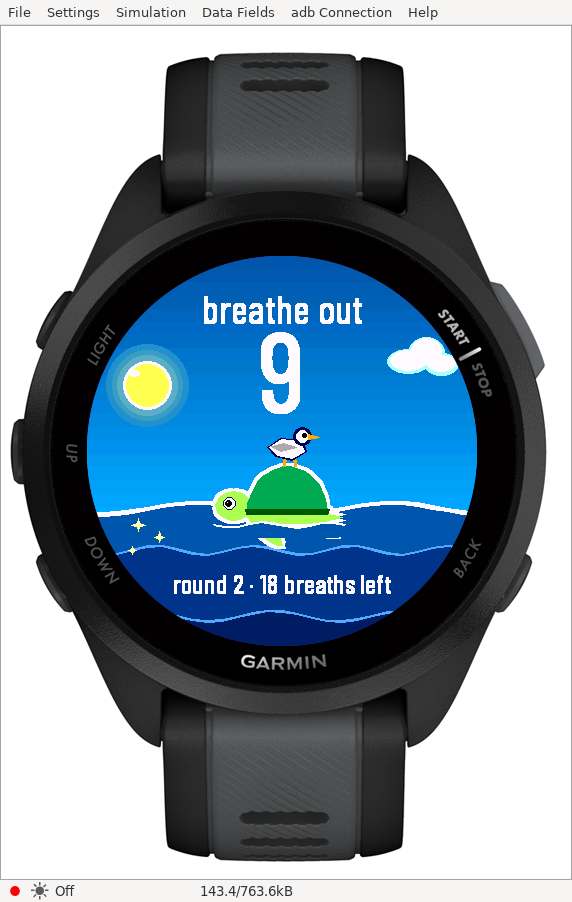 File Settings Simulation Data Fields adb Connection Help
START
STOP
LIGHT
UP
DOWN
BACK
breathe out
9
round 2 · 18 breaths left
GARMIN
Off 143.4/763.6kB